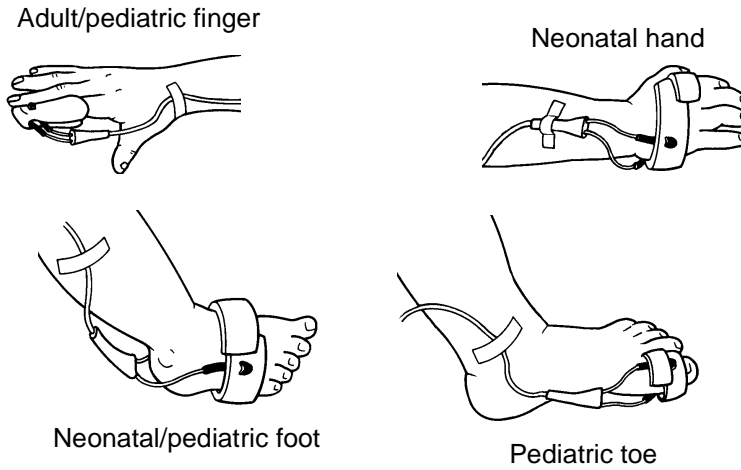 Adult/pediatric finger
Neonatal hand
Neonatal/pediatric foot
Pediatric toe